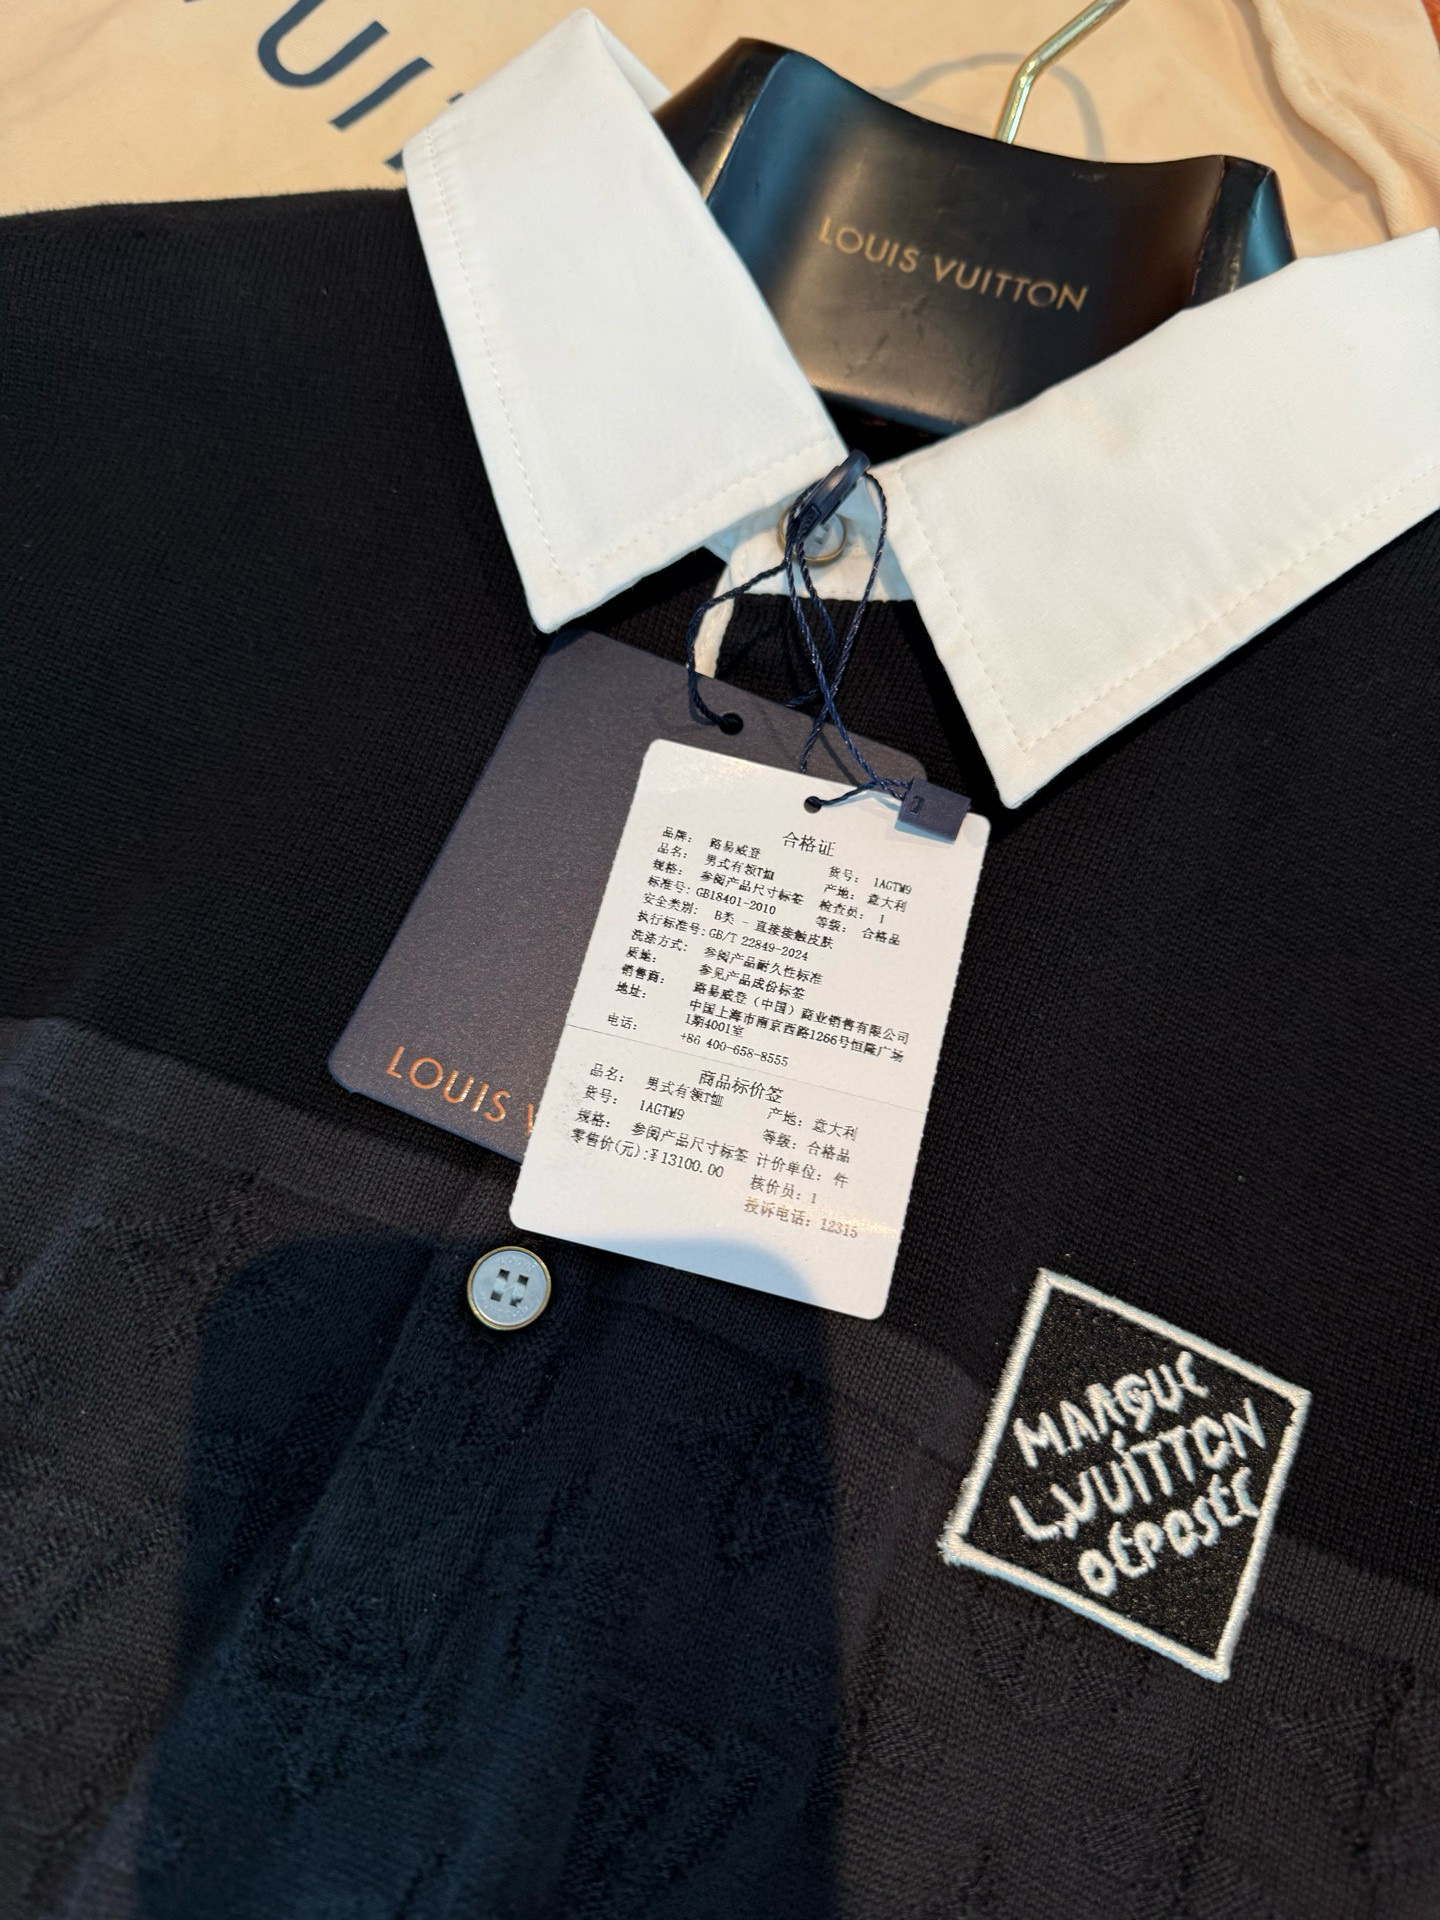 VUI
LOUIS VUITTON
合格证
品牌: 路易威登
品名: 男式有领T恤 货号: 1AGTM9
规格: 参阅产品尺寸标签 产地: 意大利
标准号: GB18401-2010 检查员: 1
安全类别: B类 - 直接接触皮肤 等级: 合格品
执行标准号: GB/T 22849-2024
洗涤方式: 参阅产品耐久性标准
质地: 参见产品成份标签
销售商: 路易威登(中国)商业销售有限公司
地址: 中国上海市南京西路1266号恒隆广场
1期4001室
电话: +86 400-658-8555
商品标价签
品名: 男式有领T恤
货号: 1AGTM9 产地: 意大利
规格: 参阅产品尺寸标签 等级: 合格品
零售价(元):¥13100.00 计价单位: 件
核价员: 1
投诉电话: 12315
LOUIS V
MARQUE
L.VUITTON
DÉPOSÉE